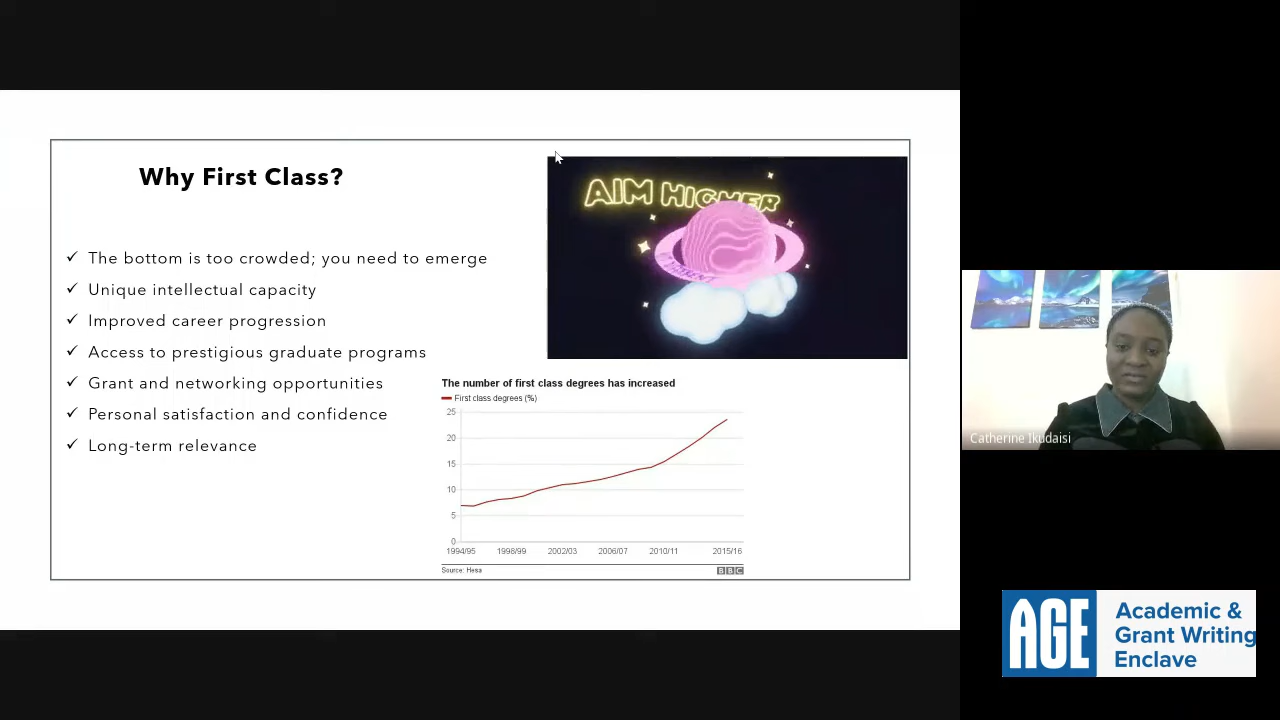 Why First Class?
AIM HIGHER
✓ The bottom is too crowded; you need to emerge
✓ Unique intellectual capacity
✓ Improved career progression
✓ Access to prestigious graduate programs
✓ Grant and networking opportunities
✓ Personal satisfaction and confidence
✓ Long-term relevance
The number of first class degrees has increased
First class degrees (%)
25
20
15
10
5
0
1994/95 1998/99 2002/03 2006/07 2010/11 2015/16
Source: Hesa
BBC
Catherine Ikudaisi
AGE
Academic &
Grant Writing
Enclave